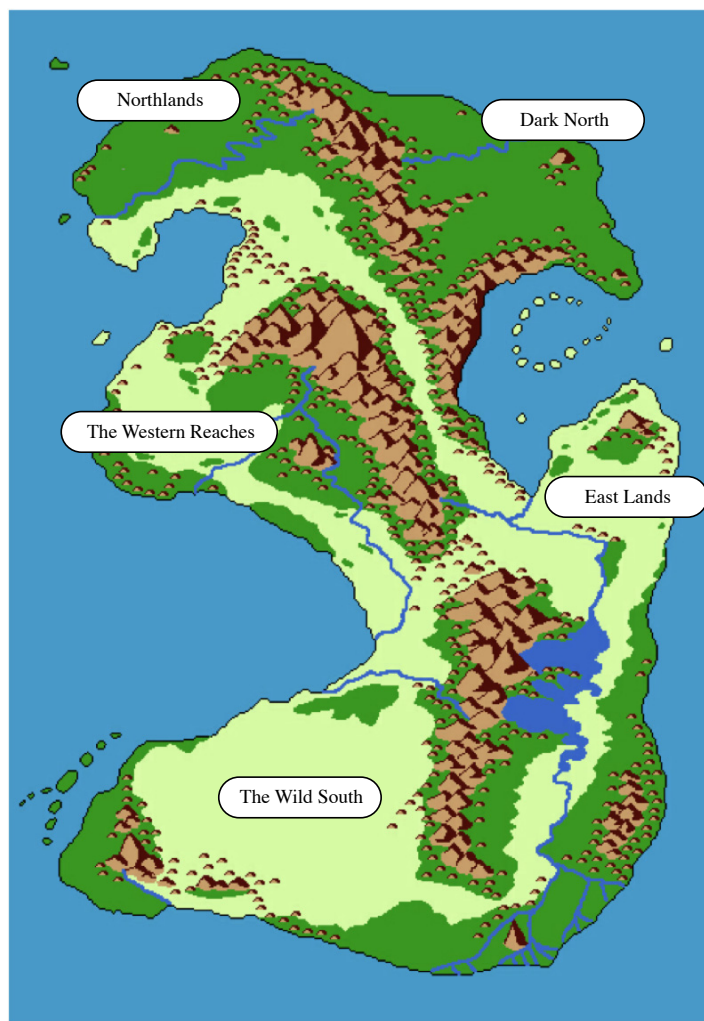 Northlands
Dark North
The Western Reaches
East Lands
The Wild South